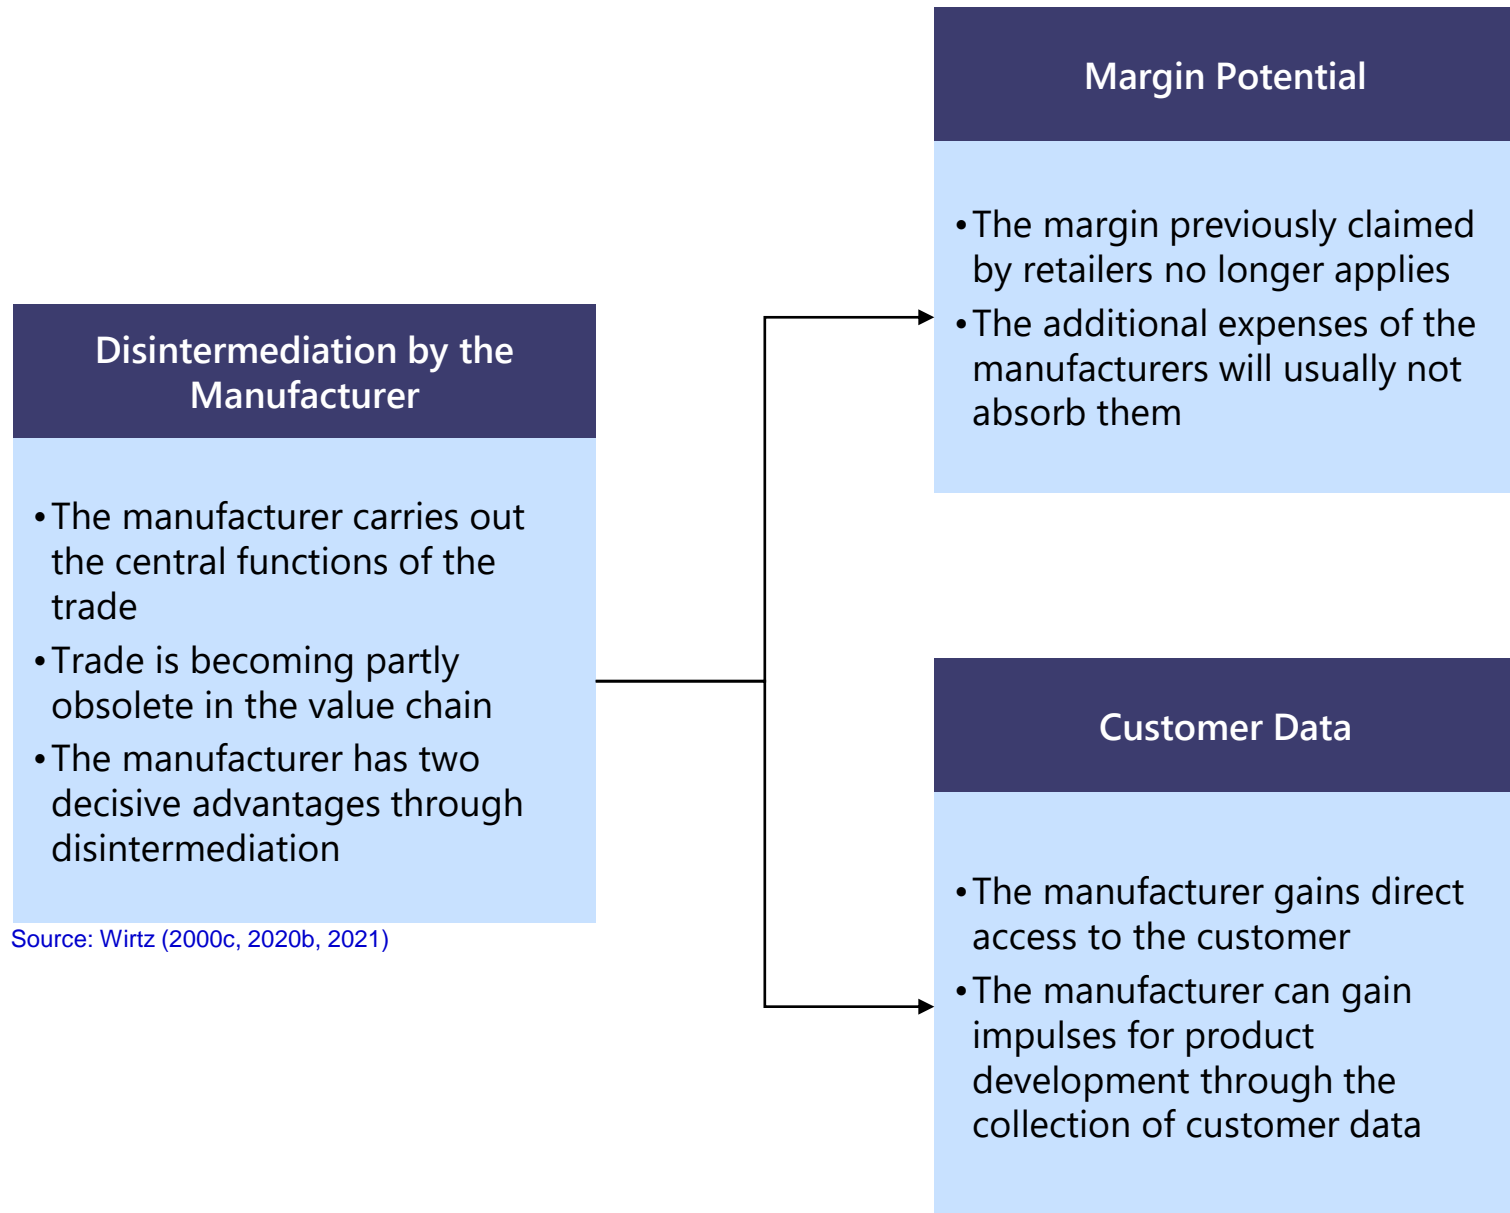 Disintermediation by the
Manufacturer
•The manufacturer carries out
the central functions of the
trade
•Trade is becoming partly
obsolete in the value chain
•The manufacturer has two
decisive advantages through
disintermediation
Source: Wirtz (2000c, 2020b, 2021)
Margin Potential
•The margin previously claimed
by retailers no longer applies
•The additional expenses of the
manufacturers will usually not
absorb them
Customer Data
•The manufacturer gains direct
access to the customer
•The manufacturer can gain
impulses for product
development through the
collection of customer data